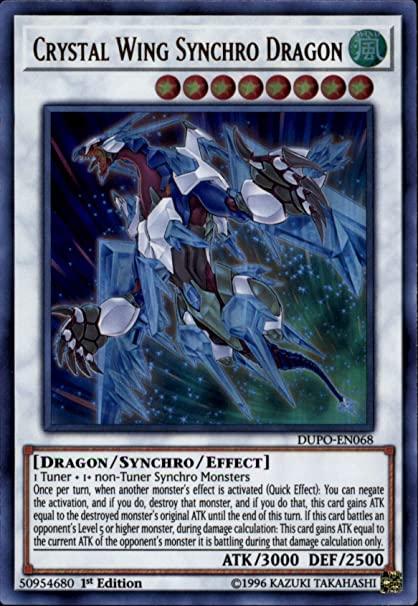 CRYSTAL WING SYNCHRO DRAGON 風
DUPO-EN068
[DRAGON/SYNCHRO/EFFECT]
1 Tuner + 1+ non-Tuner Synchro Monsters
Once per turn, when another monster's effect is activated (Quick Effect): You can negate
the activation, and if you do, destroy that monster, and if you do that, this card gains ATK
equal to the destroyed monster's original ATK until the end of this turn. If this card battles an
opponent's Level 5 or higher monster, during damage calculation: This card gains ATK equal to
the current ATK of the opponent's monster it is battling during that damage calculation only.
ATK/3000 DEF/2500
50954680 1st Edition ©1996 KAZUKI TAKAHASHI